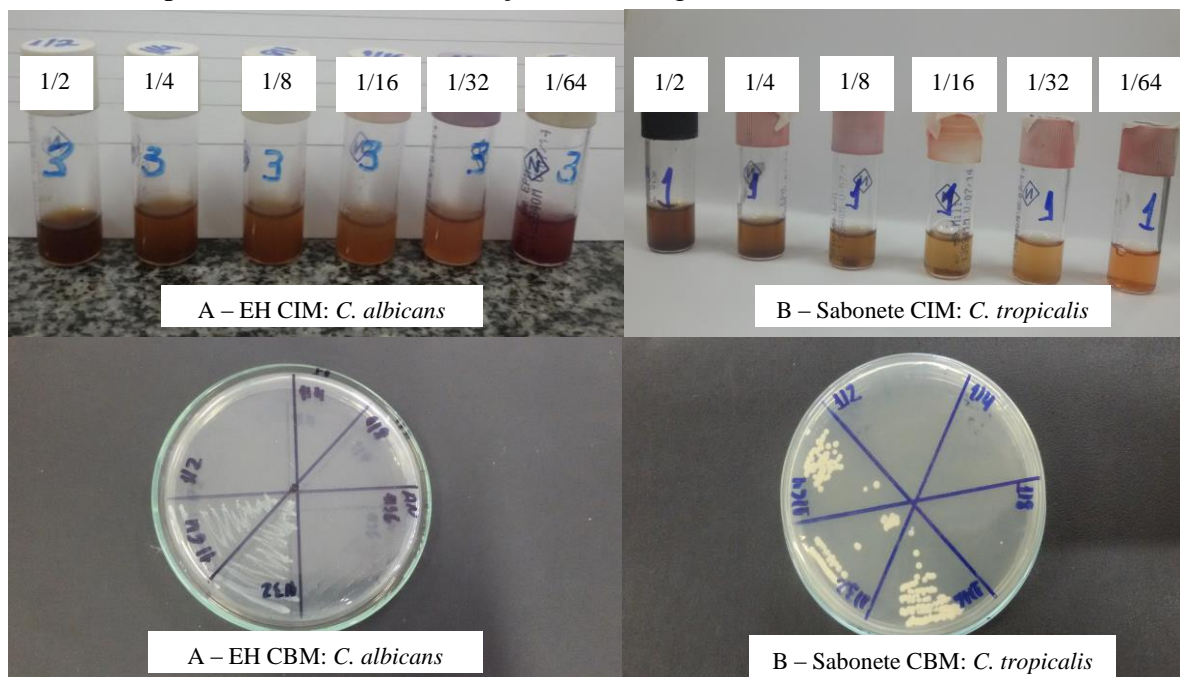 1/2 1/4 1/8 1/16 1/32 1/64
3 3 3 3 3 3
A – EH CIM: C. albicans
1/2 1/4 1/8 1/16 1/32 1/64
1 1 1 1 1 1
B – Sabonete CIM: C. tropicalis
1/2
1/4
1/8
1/32
1/64
A – EH CBM: C. albicans
1/2
1/4
1/8
1/16
1/32
1/64
B – Sabonete CBM: C. tropicalis